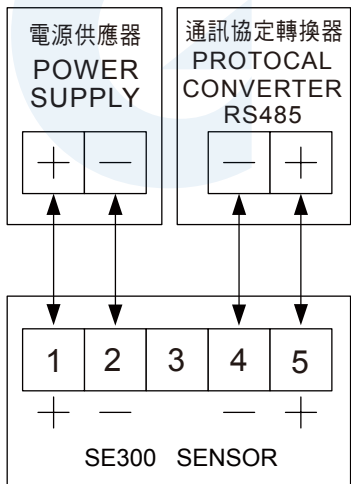 電源供應器
POWER
SUPPLY
+ —
通訊協定轉換器
PROTOCAL
CONVERTER
RS485
— +
1 2 3 4 5
+ — — +
SE300 SENSOR